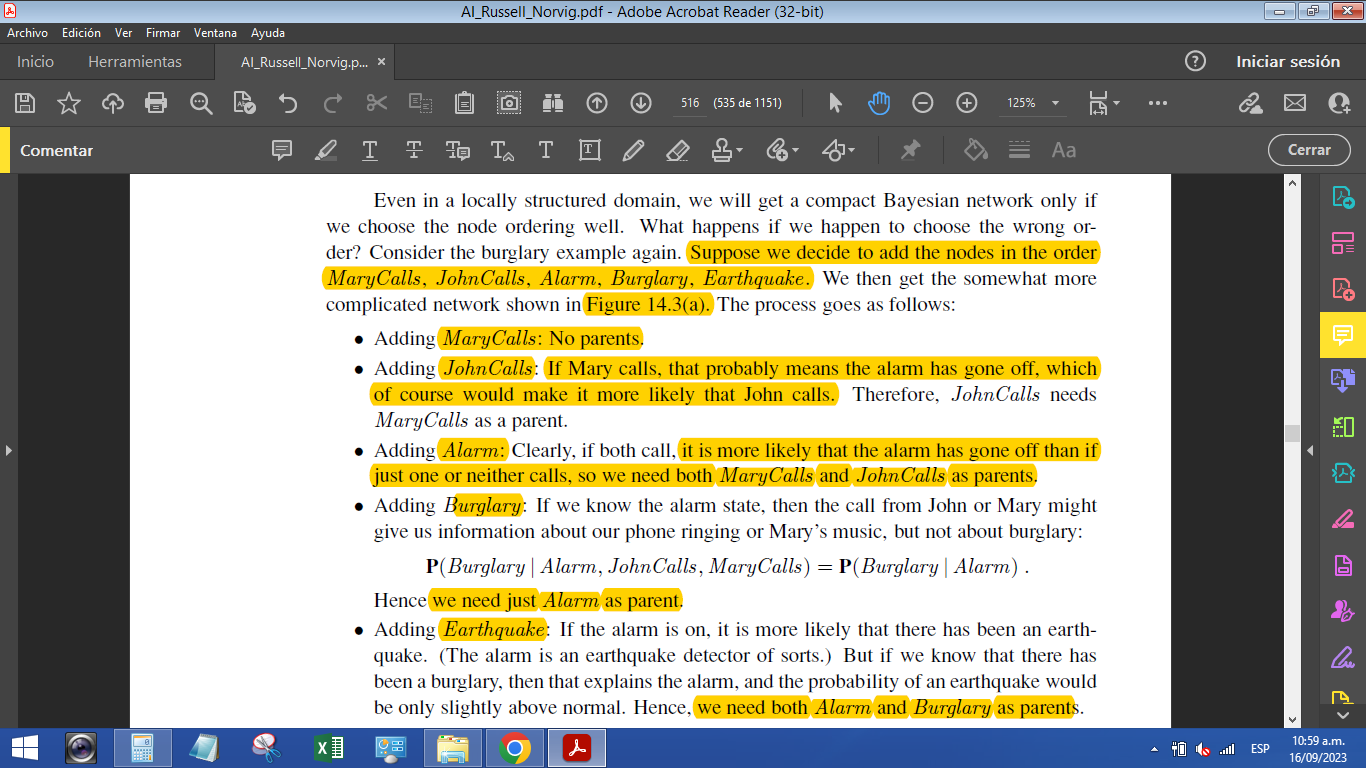 AI_Russell_Norvig.pdf - Adobe Acrobat Reader (32-bit)
Archivo Edición Ver Firmar Ventana Ayuda
Inicio Herramientas AI_Russell_Norvig.p... × Iniciar sesión
516 (535 de 1151) 125%
Comentar Aa Cerrar
Even in a locally structured domain, we will get a compact Bayesian network only if
we choose the node ordering well. What happens if we happen to choose the wrong or-
der? Consider the burglary example again. Suppose we decide to add the nodes in the order
MaryCalls, JohnCalls, Alarm, Burglary, Earthquake. We then get the somewhat more
complicated network shown in Figure 14.3(a). The process goes as follows:
• Adding MaryCalls: No parents.
• Adding JohnCalls: If Mary calls, that probably means the alarm has gone off, which
of course would make it more likely that John calls. Therefore, JohnCalls needs
MaryCalls as a parent.
• Adding Alarm: Clearly, if both call, it is more likely that the alarm has gone off than if
just one or neither calls, so we need both MaryCalls and JohnCalls as parents.
• Adding Burglary: If we know the alarm state, then the call from John or Mary might
give us information about our phone ringing or Mary's music, but not about burglary:
P(Burglary | Alarm, JohnCalls, MaryCalls) = P(Burglary | Alarm) .
Hence we need just Alarm as parent.
• Adding Earthquake: If the alarm is on, it is more likely that there has been an earth-
quake. (The alarm is an earthquake detector of sorts.) But if we know that there has
been a burglary, then that explains the alarm, and the probability of an earthquake would
be only slightly above normal. Hence, we need both Alarm and Burglary as parents.
ESP
10:59 a.m.
16/09/2023